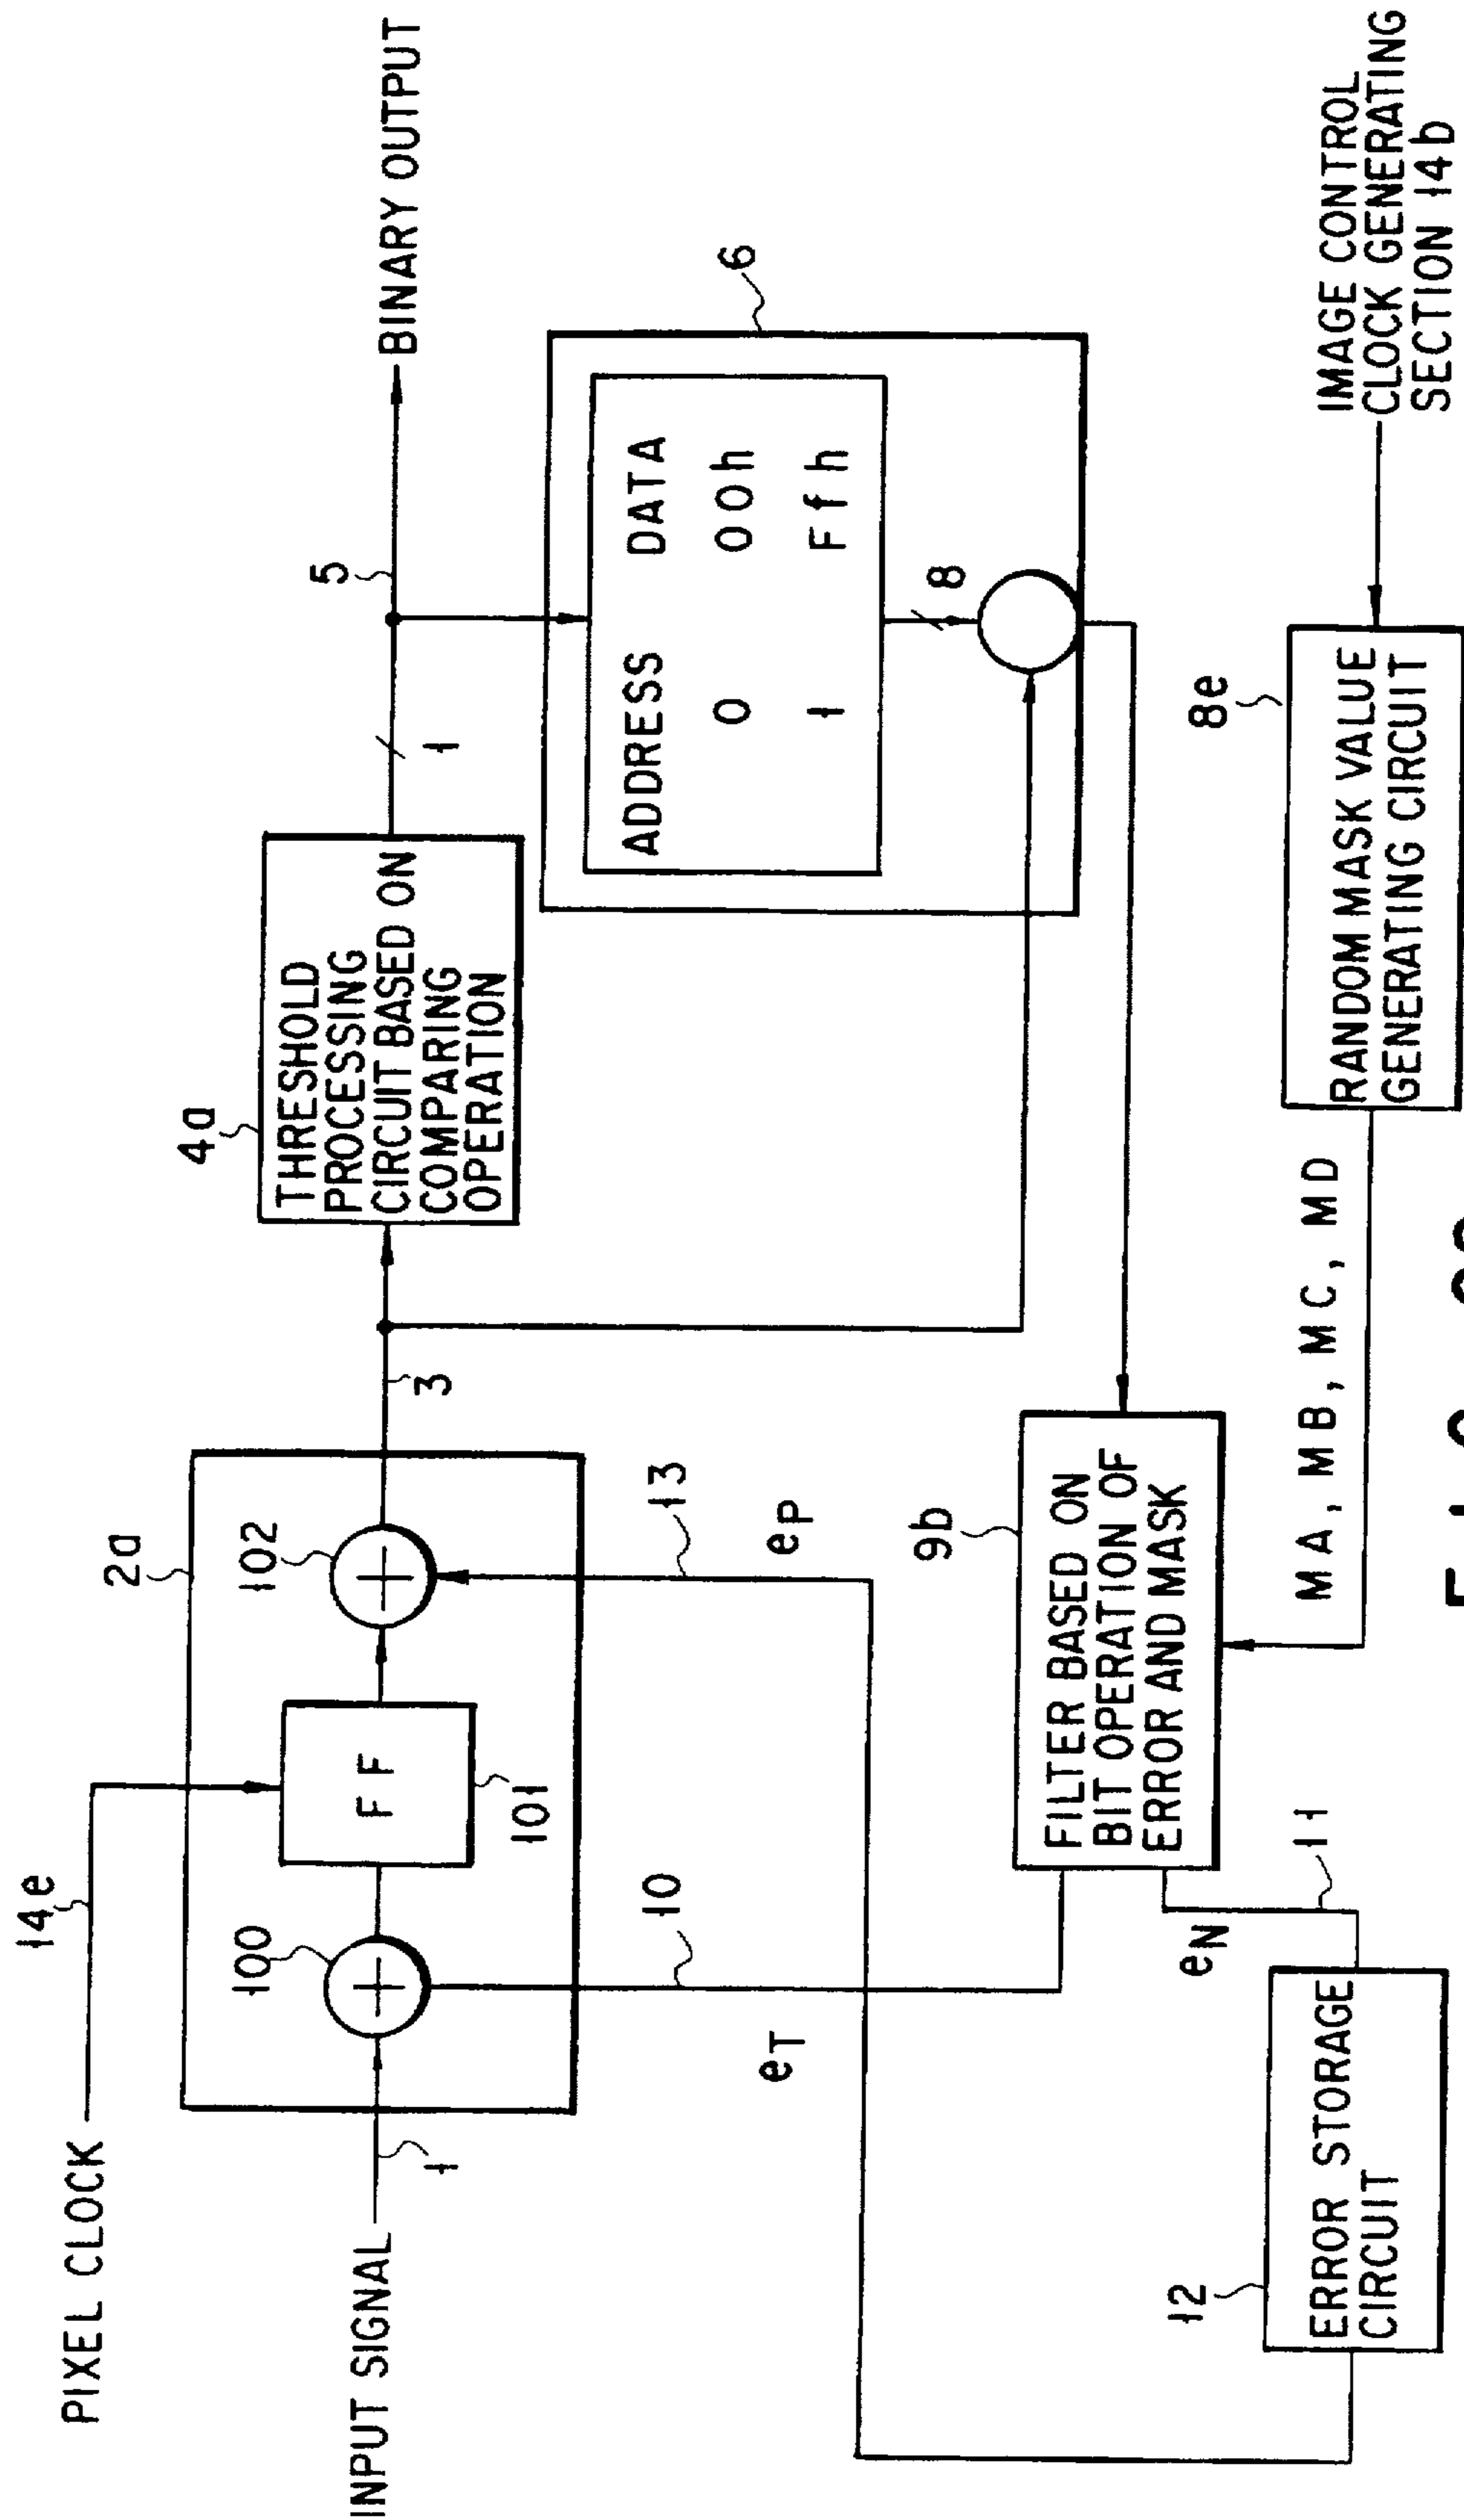 PIXEL CLOCK
14e
INPUT SIGNAL
1
2a
100
FF
101
102
3
4a
THRESHOLD
PROCESSING
CIRCUIT BASED ON
COMPARING
OPERATION
1
5
BINARY OUTPUT
6
ADDRESS DATA
0 00h
1 Ffh
8
10
eT
13
eP
9b
FILTER BASED ON
BIT OPERATION OF
ERROR AND MASK
eN
11
12
ERROR STORAGE
CIRCUIT
MA, MB, MC, MD
8e
RANDOM MASK VALUE
GENERATING CIRCUIT
IMAGE CONTROL
CLOCK GENERATING
SECTION 14b